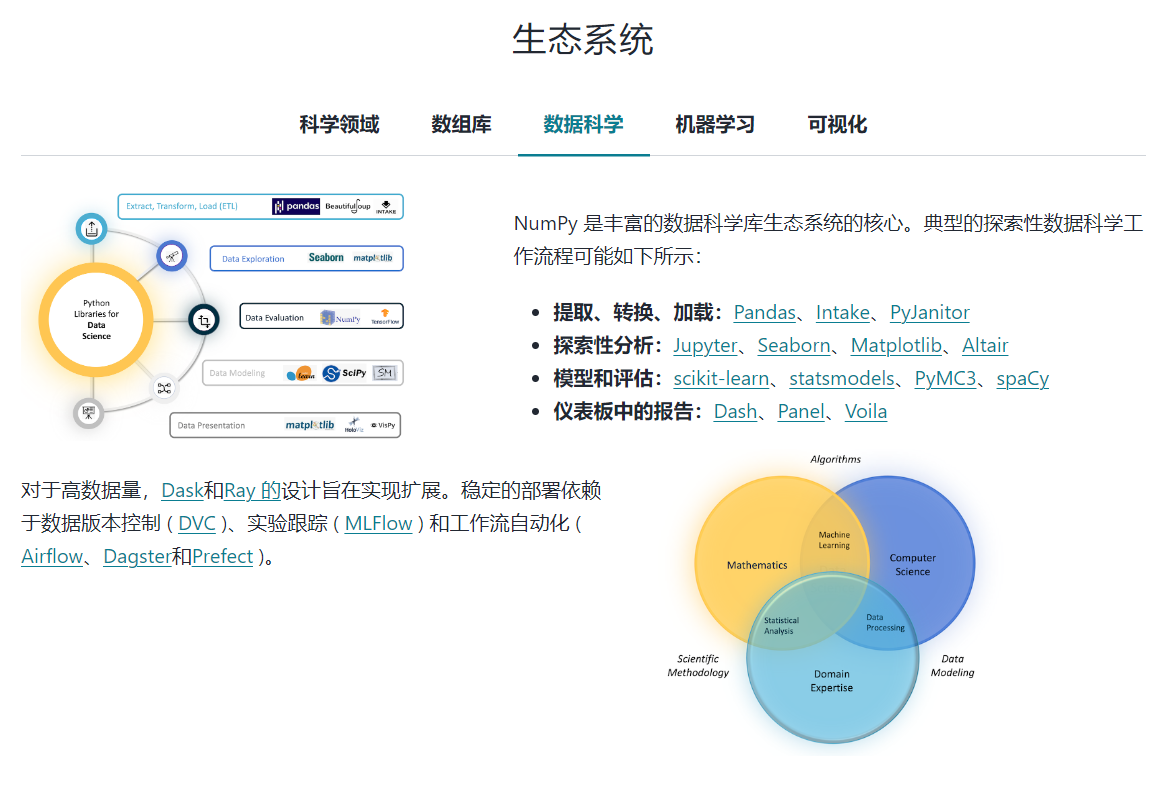 生态系统
科学领域 数组库 数据科学 机器学习 可视化
Extract, Transform, Load (ETL) pandas Beautiful Soup INTAKE
Data Exploration Seaborn matplotlib
Python
Libraries for
Data
Science
Data Evaluation NumPy TensorFlow
Data Modeling learn SciPy SM
Data Presentation matplotlib HoloViz VisPy
NumPy 是丰富的数据科学库生态系统的核心。典型的探索性数据科学工
作流程可能如下所示：
• 提取、转换、加载：Pandas、Intake、PyJanitor
• 探索性分析：Jupyter、Seaborn、Matplotlib、Altair
• 模型和评估：scikit-learn、statsmodels、PyMC3、spaCy
• 仪表板中的报告：Dash、Panel、Voila
对于高数据量，Dask和Ray 的设计旨在实现扩展。稳定的部署依赖
于数据版本控制 ( DVC )、实验跟踪 ( MLFlow ) 和工作流自动化 (
Airflow、Dagster和Prefect )。
Algorithms
Machine
Learning
Mathematics
Computer
Science
Statistical
Analysis
Data
Processing
Scientific
Methodology
Domain
Expertise
Data
Modeling